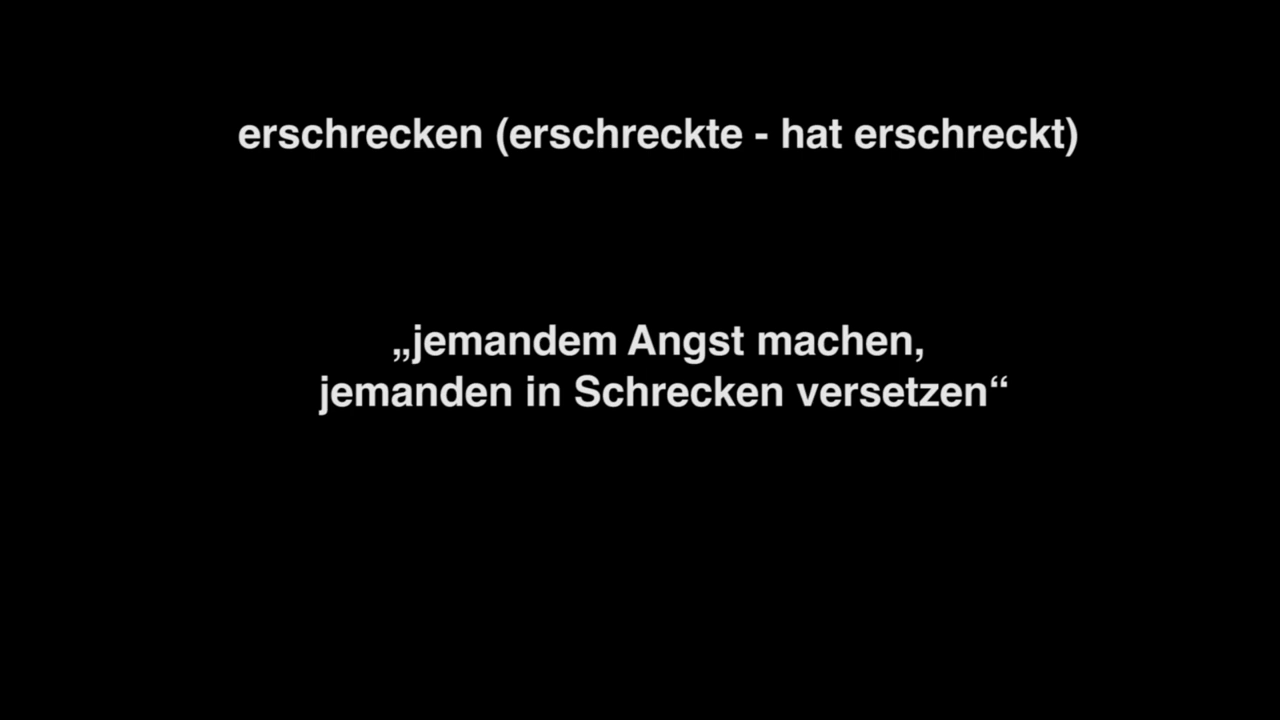 erschrecken (erschreckte - hat erschreckt)
„jemandem Angst machen,
jemanden in Schrecken versetzen“